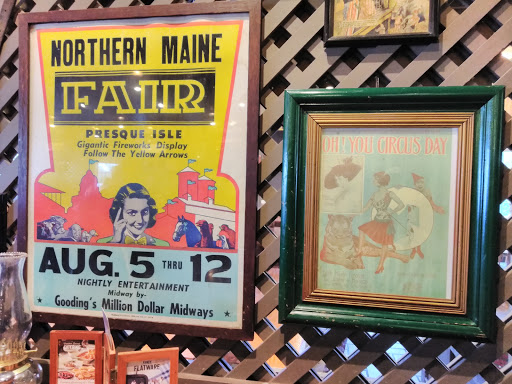 NORTHERN MAINE
FAIR
PRESQUE ISLE
Gigantic Fireworks Display
Follow The Yellow Arrows
AUG. 5 THRU 12
NIGHTLY ENTERTAINMENT
Midway by-
Gooding's Million Dollar Midways
OH! YOU CIRCUS DAY
FLATWARE